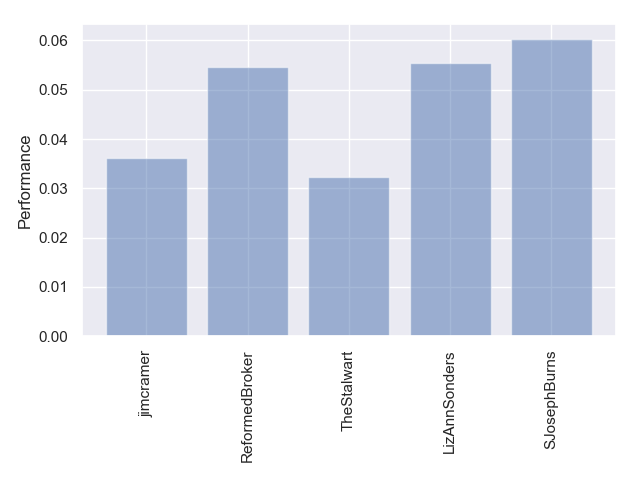 0.06
0.05
0.04
0.03
0.02
0.01
0.00
Performance
jimcramer
ReformedBroker
TheStalwart
LizAnnSonders
SJosephBurns